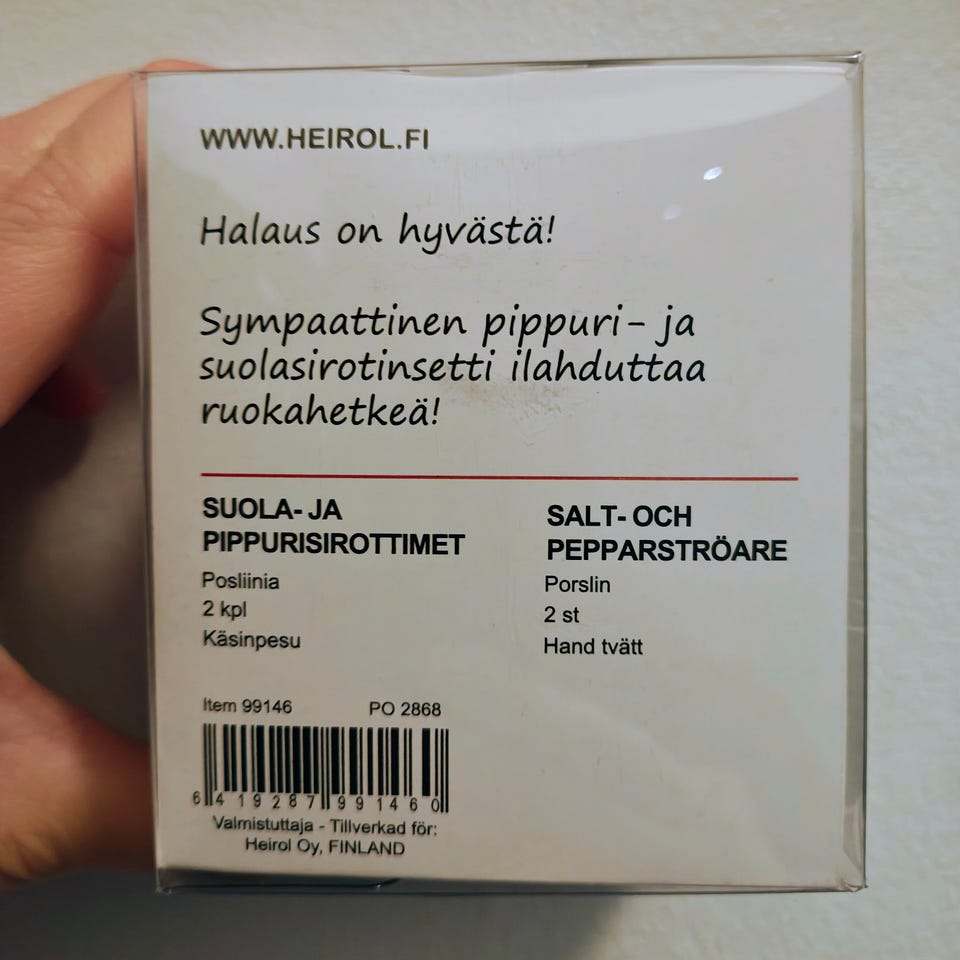 WWW.HEIROL.FI
Halaus on hyvästä!
Sympaattinen pippuri- ja
suolasirotinsetti ilahduttaa
ruokahetkeä!
SUOLA- JA
PIPPURISIROTTIMET
Posliinia
2 kpl
Käsinpesu
SALT- OCH
PEPPARSTRÖARE
Porslin
2 st
Hand tvätt
Item 99146 PO 2868
6 419287 991460
Valmistuttaja - Tillverkad för:
Heirol Oy, FINLAND